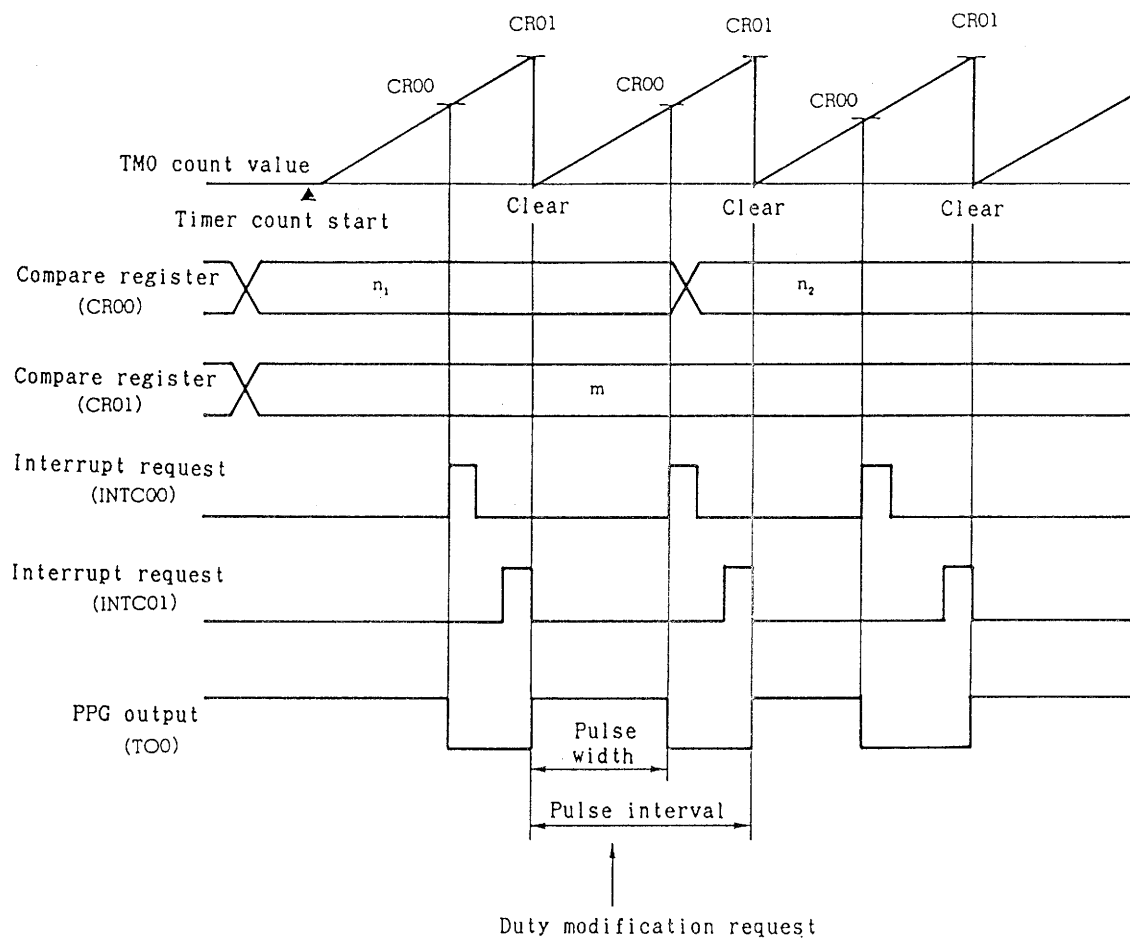 CR01
CR01
CR01
CR00
CR00
CR00
TM0 count value
Timer count start
Clear
Clear
Clear
Compare register
(CR00)
n₁
n₂
Compare register
(CR01)
m
Interrupt request
(INTC00)
Interrupt request
(INTC01)
PPG output
(TO0)
Pulse
width
Pulse interval
Duty modification request